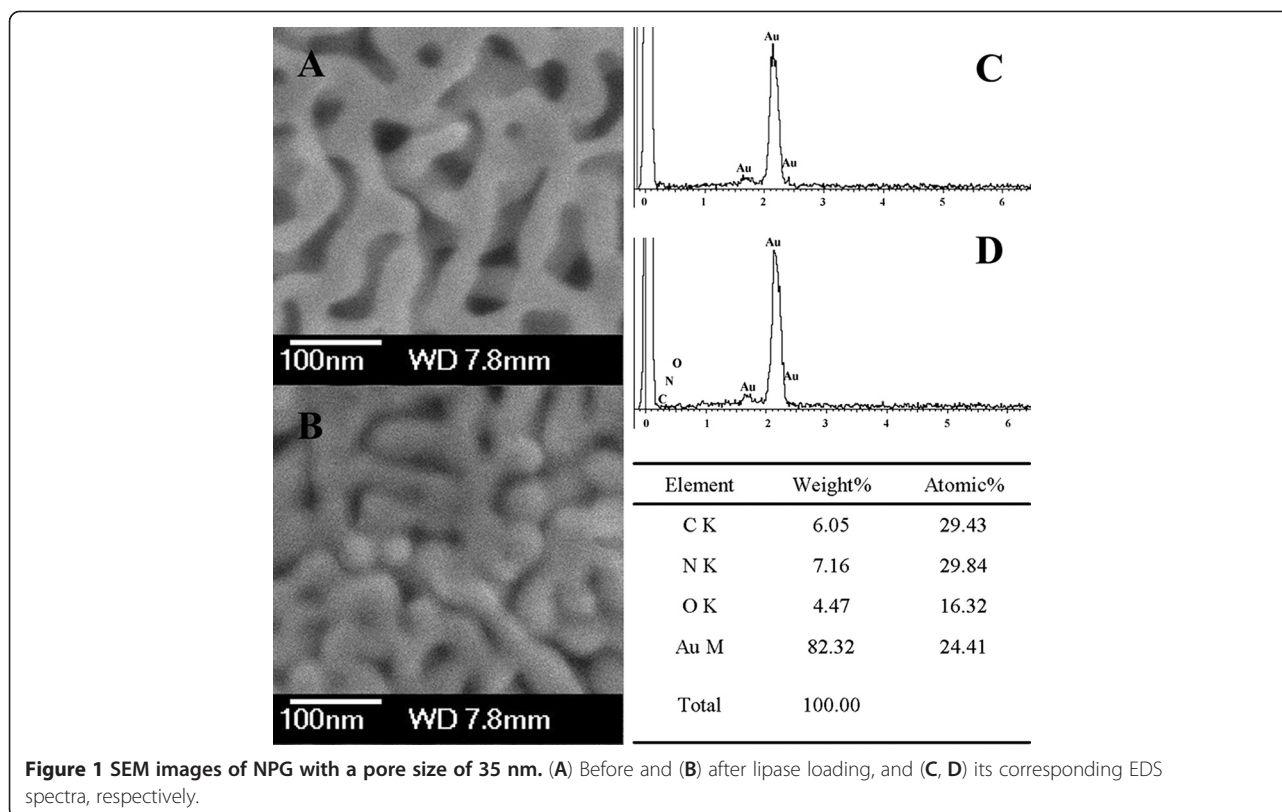 A
100nm WD 7.8mm
B
100nm WD 7.8mm
C
Au
Au
Au
0 1 2 3 4 5 6
D
Au
O
N
C
Au
Au
0 1 2 3 4 5 6
Element Weight% Atomic%
C K 6.05 29.43
N K 7.16 29.84
O K 4.47 16.32
Au M 82.32 24.41
Total 100.00
Figure 1 SEM images of NPG with a pore size of 35 nm. (A) Before and (B) after lipase loading, and (C, D) its corresponding EDS
spectra, respectively.